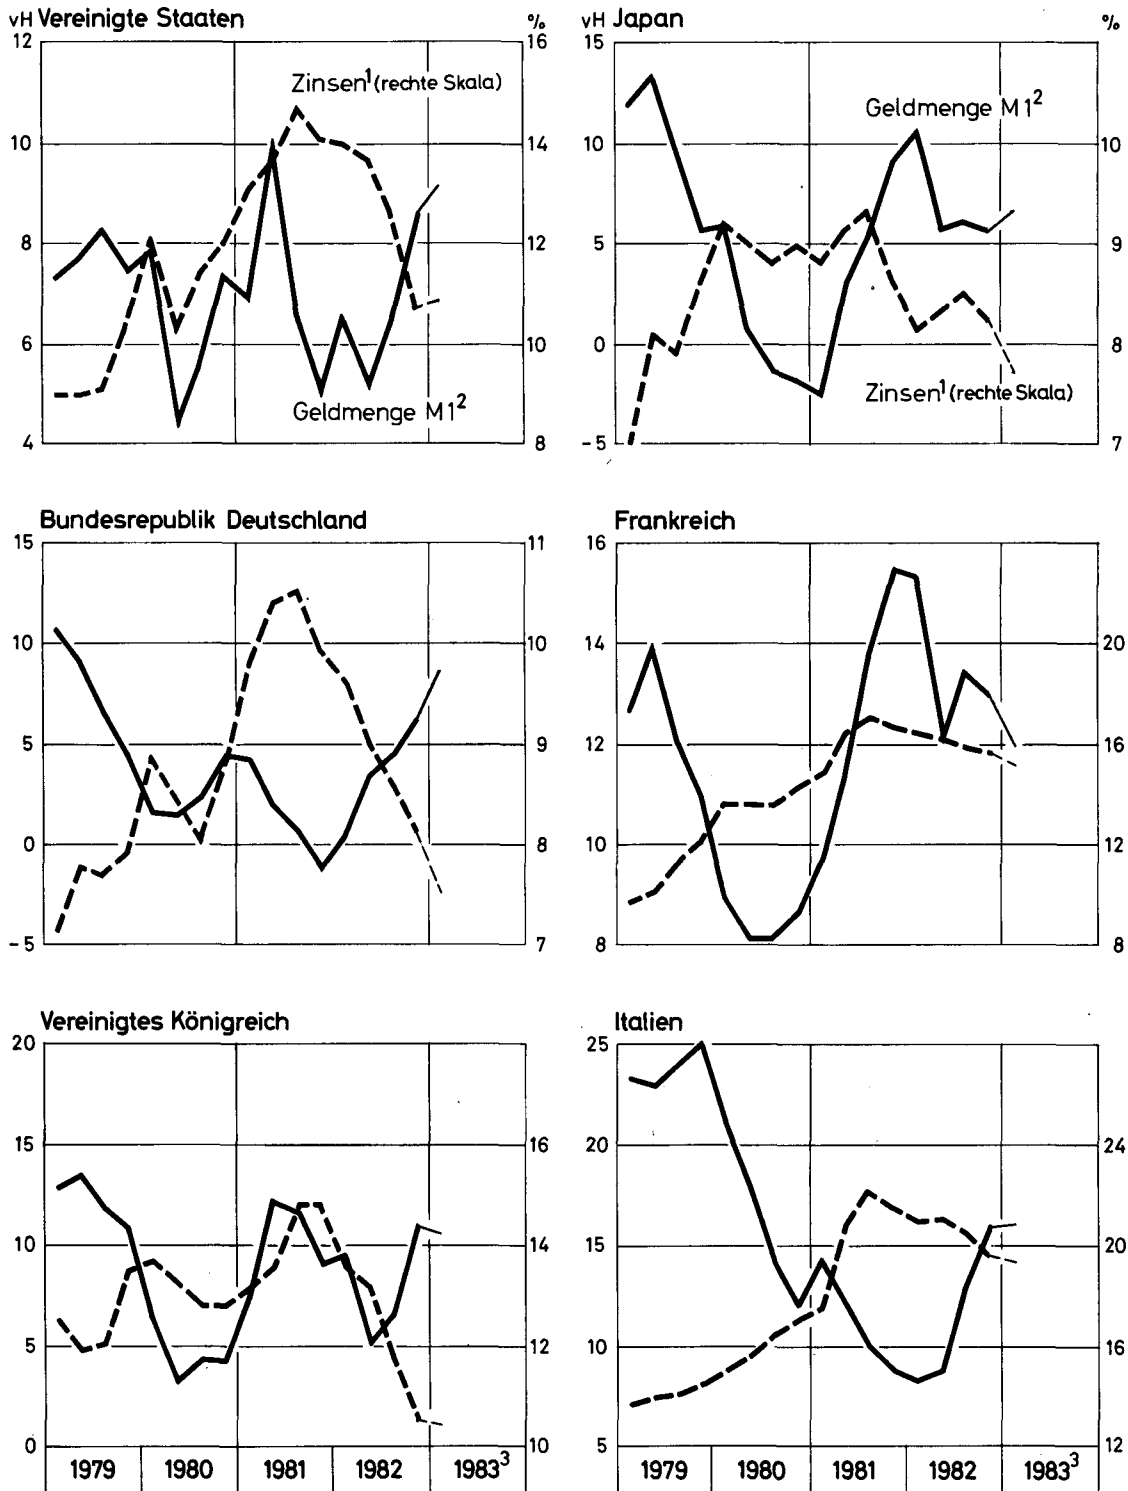 vH Vereinigte Staaten %
12 16
Zinsen¹ (rechte Skala)
10 14
8 12
6 10
Geldmenge M1²
4 8
vH Japan %
15
Geldmenge M1²
10 10
5 9
0 8
Zinsen¹ (rechte Skala)
-5 7
Bundesrepublik Deutschland
15 11
10 10
5 9
0 8
-5 7
Frankreich
16
14 20
12 16
10 12
8 8
Vereinigtes Königreich
20
15 16
10 14
5 12
0 10
1979 1980 1981 1982 1983³
Italien
25
20 24
15 20
10 16
5 12
1979 1980 1981 1982 1983³